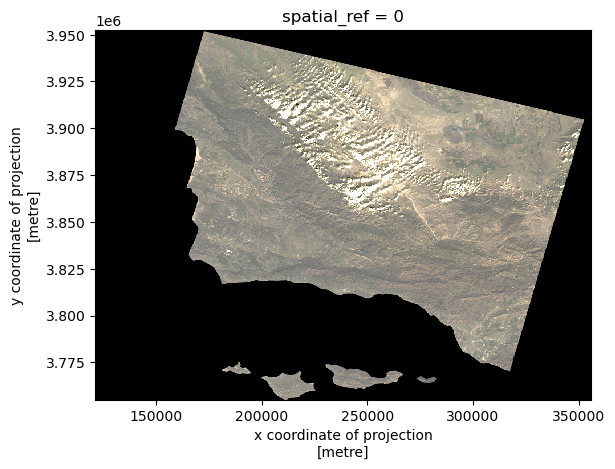 spatial_ref = 0
1e6
3.950
3.925
3.900
3.875
3.850
3.825
3.800
3.775
y coordinate of projection
[metre]
150000 200000 250000 300000 350000
x coordinate of projection
[metre]